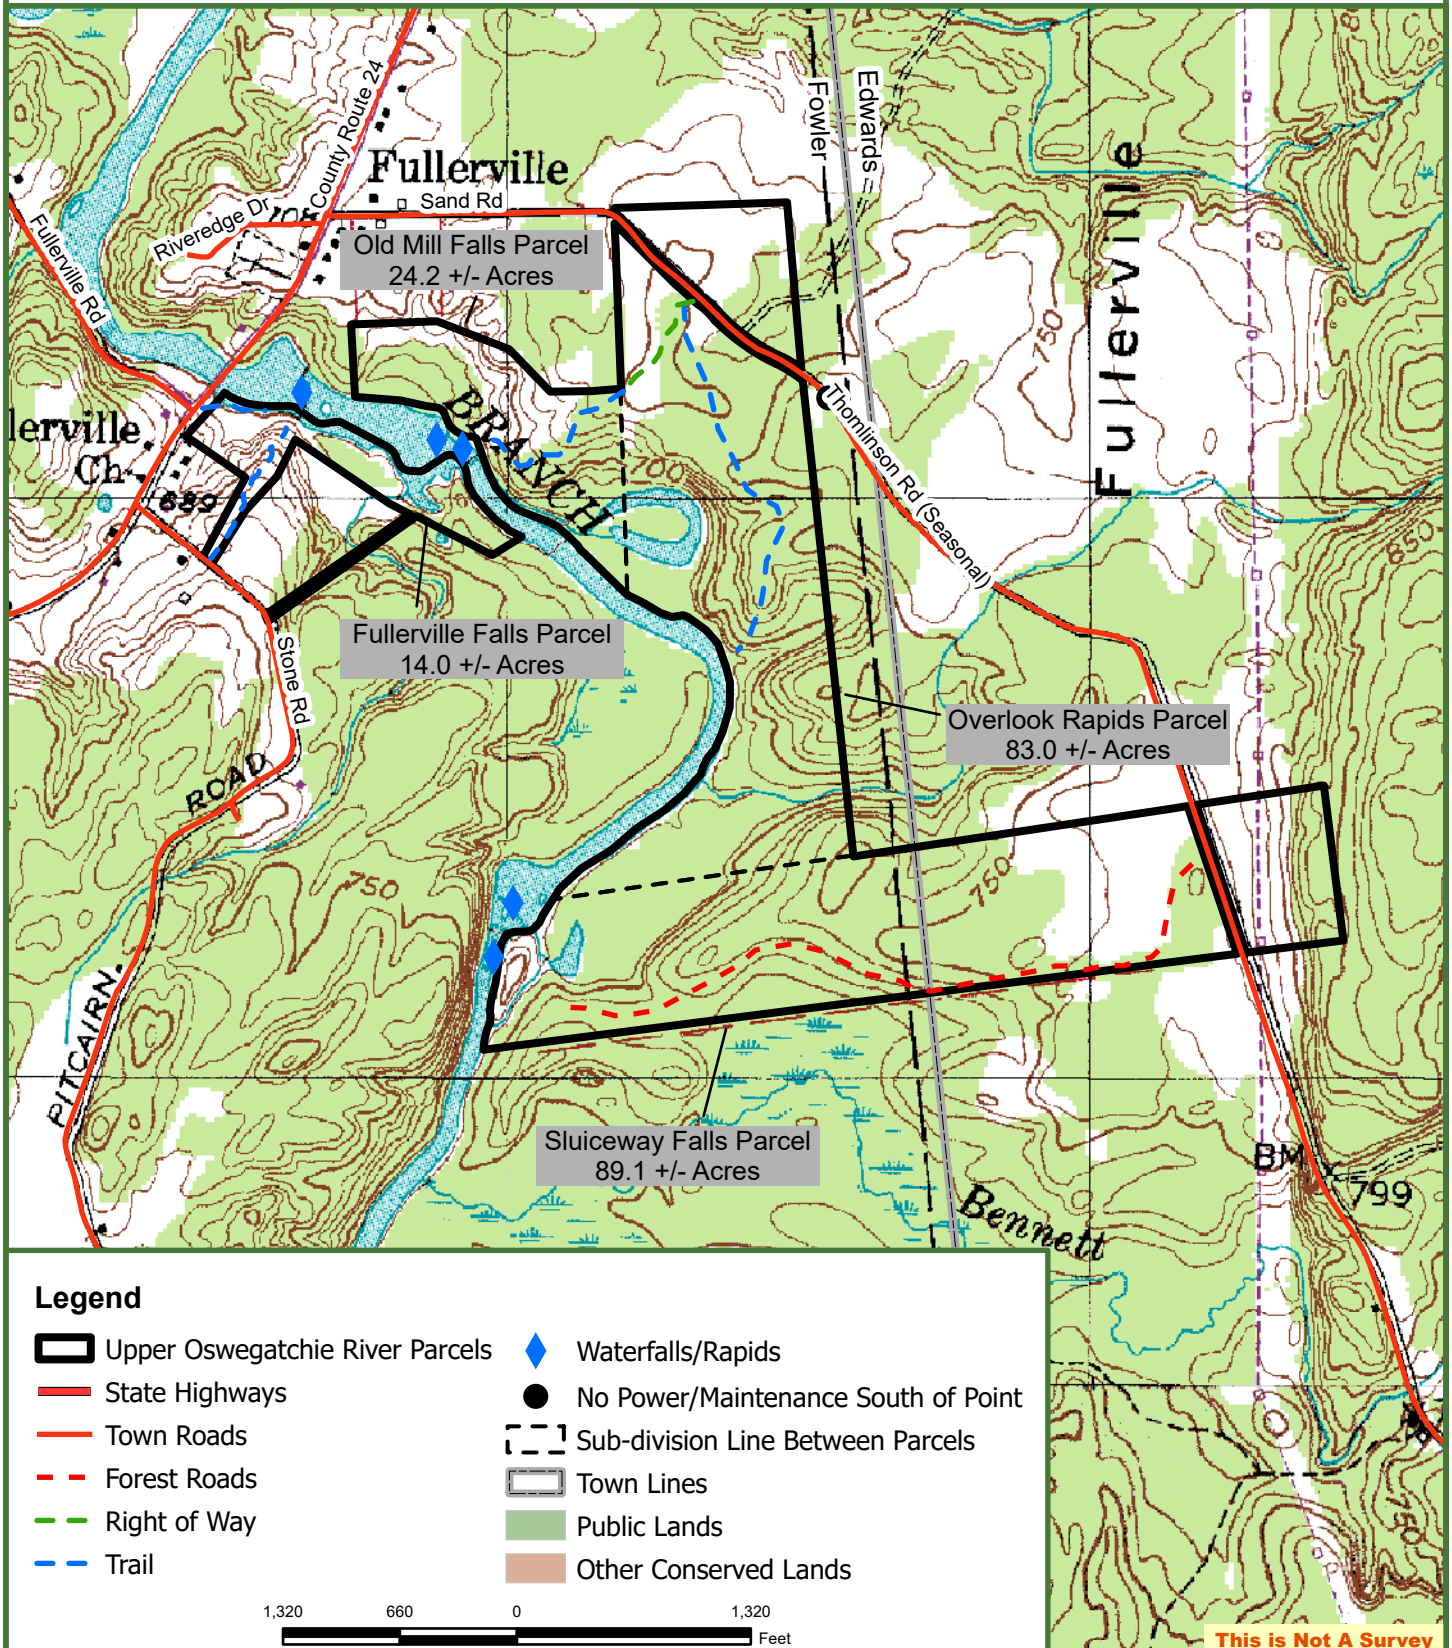 County Route 24
Fowler
Edwards
Fullerville
Sand Rd
Riveredge Dr
Fullerville Rd
Old Mill Falls Parcel
24.2 +/- Acres
Fullerville
750
lerville
Ch
689
BRANCH
700
Thomlinson Rd (Seasonal)
850
Fullerville Falls Parcel
14.0 +/- Acres
Stone Rd
Overlook Rapids Parcel
83.0 +/- Acres
ROAD
750
750
PITCAIRN
Sluiceway Falls Parcel
89.1 +/- Acres
BM
799
Bennett
750
Legend
Upper Oswegatchie River Parcels
State Highways
Town Roads
Forest Roads
Right of Way
Trail
Waterfalls/Rapids
No Power/Maintenance South of Point
Sub-division Line Between Parcels
Town Lines
Public Lands
Other Conserved Lands
1,320 660 0 1,320
Feet
This is Not A Survey